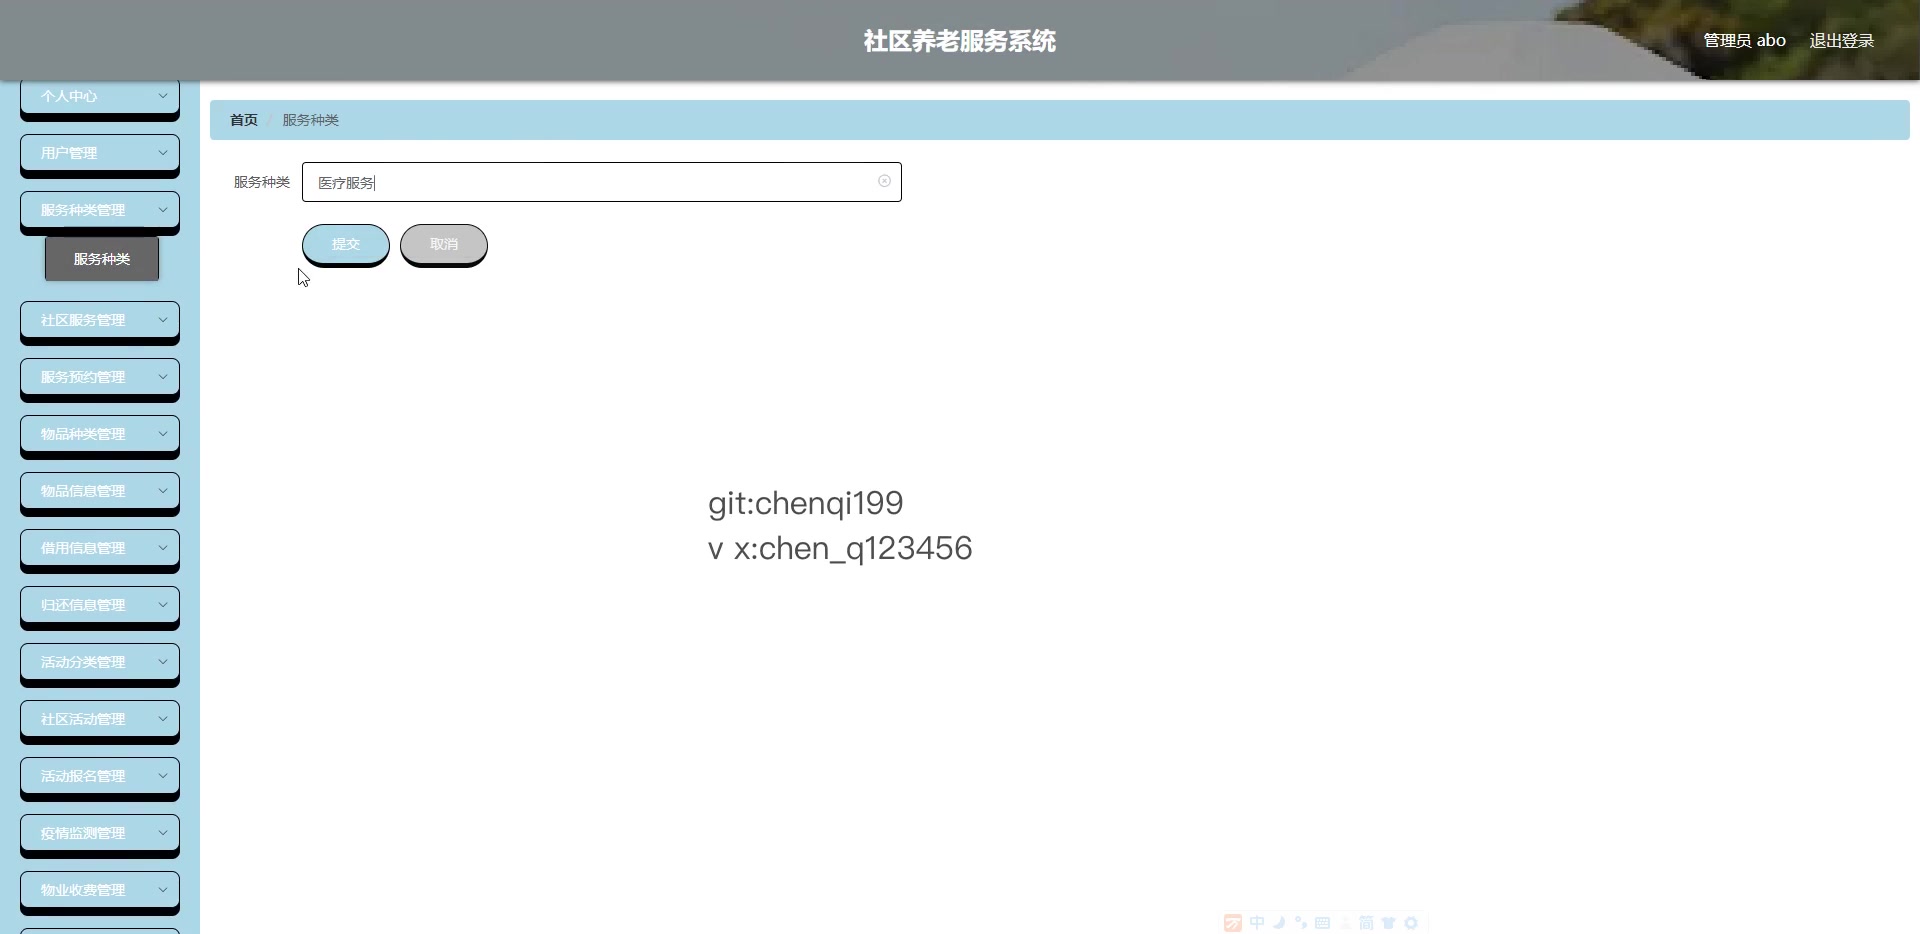 社区养老服务系统
管理员 abo
退出登录
个人中心
用户管理
服务种类管理
服务种类
社区服务管理
服务预约管理
物品种类管理
物品信息管理
借用信息管理
归还信息管理
活动分类管理
社区活动管理
活动报名管理
疫情监测管理
物业收费管理
首页 / 服务种类
服务种类
医疗服务
提交
取消
git:chenqi199
v x:chen_q123456
中
简